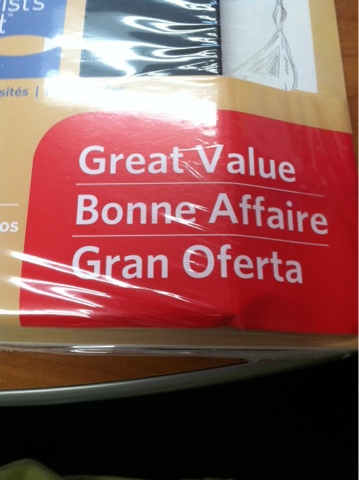 Great Value
Bonne Affaire
Gran Oferta